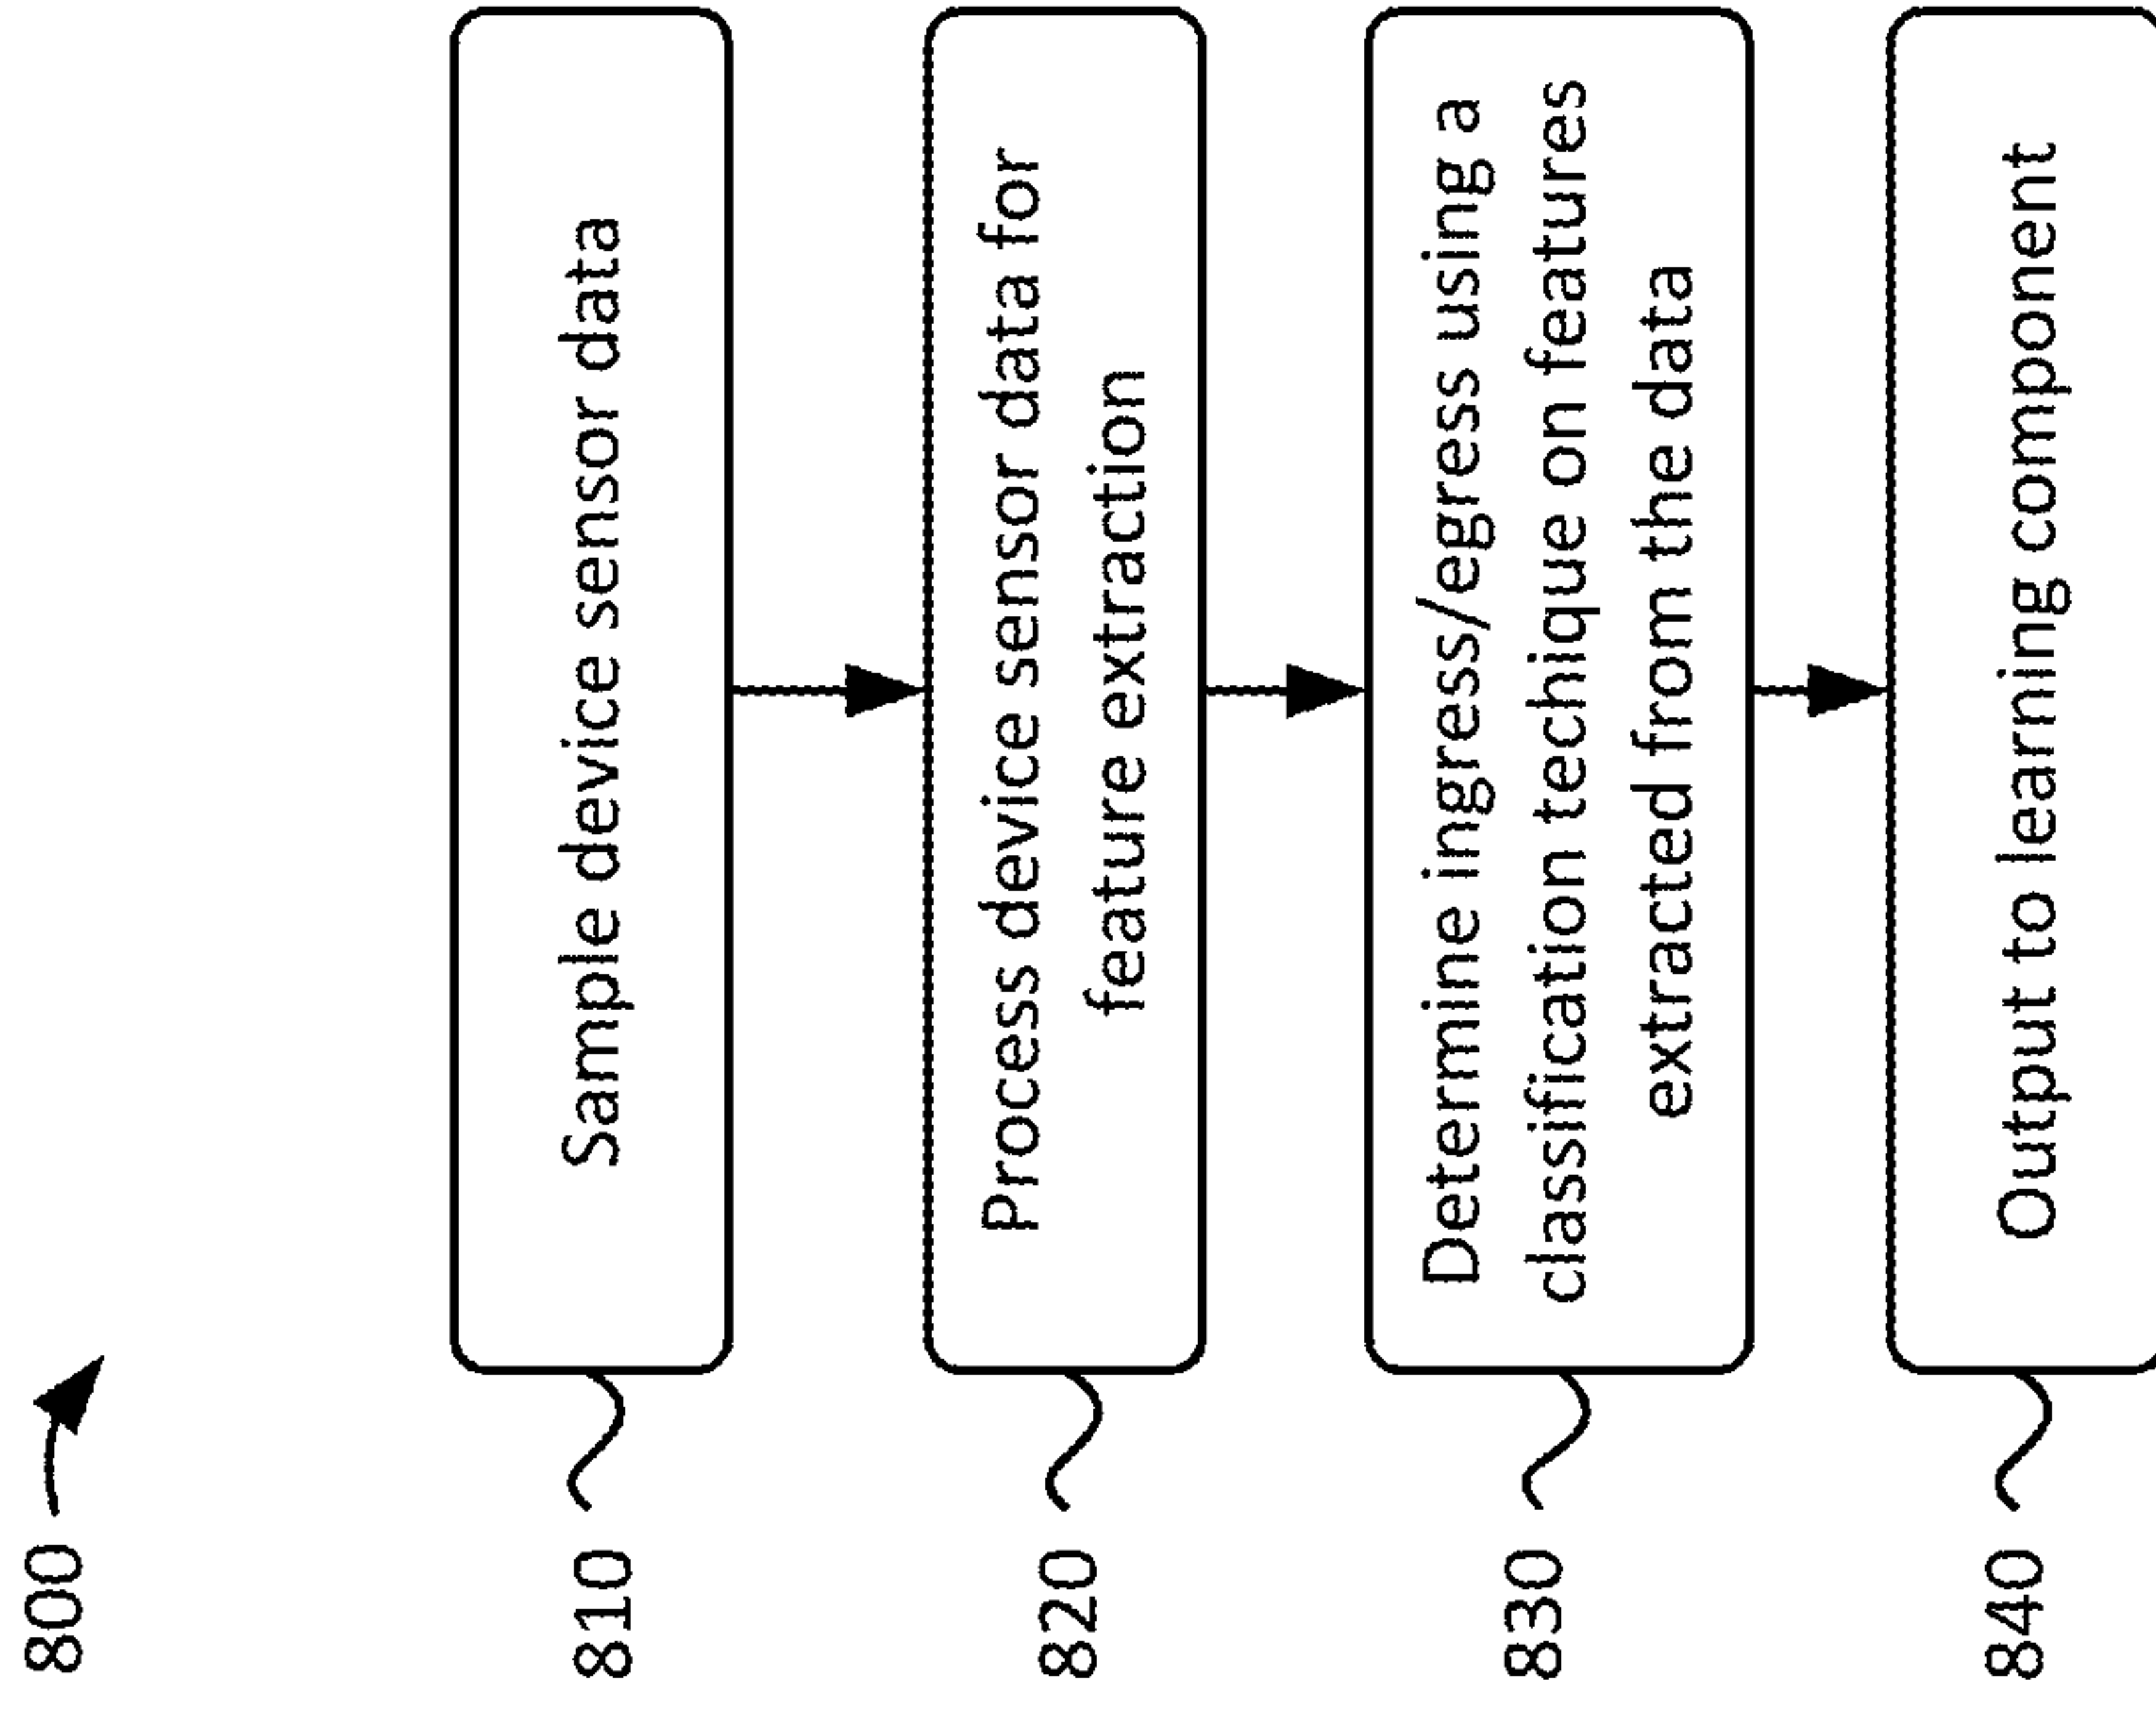 800
810
Sample device sensor data
820
Process device sensor data for
feature extraction
830
Determine ingress/egress using a
classification techique on features
extracted from the data
840
Output to learning component